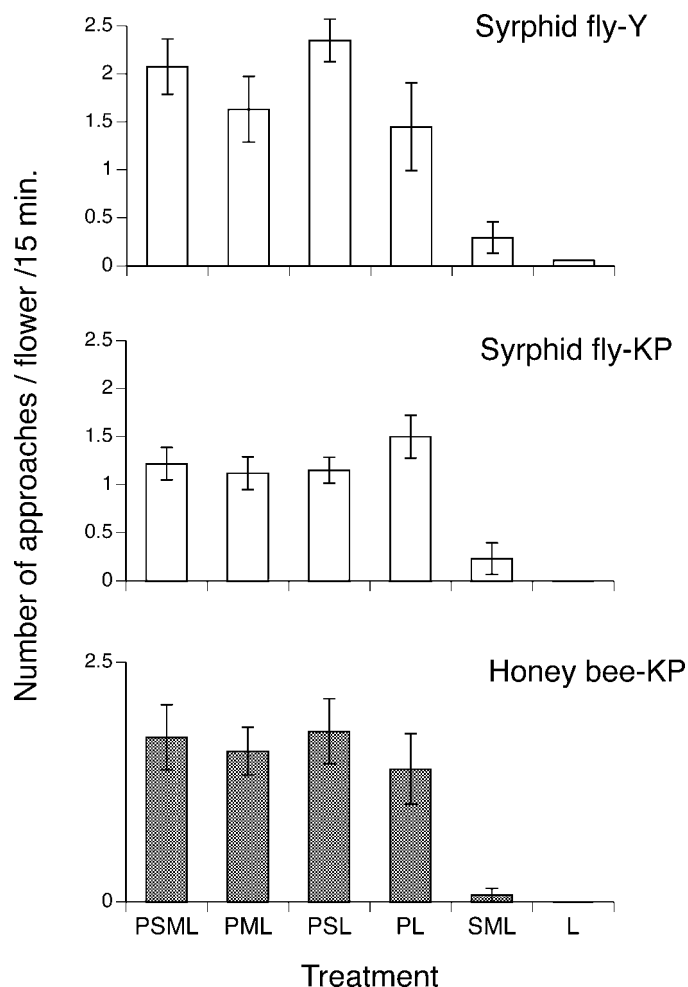 Number of approaches / flower /15 min.
Syrphid fly-Y
2.5
2
1.5
1
0.5
0
Syrphid fly-KP
2.5
2
1.5
1
0.5
0
Honey bee-KP
2.5
0
PSML PML PSL PL SML L
Treatment